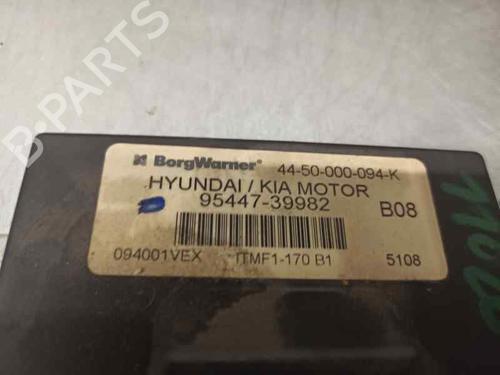 BorgWarner 44-50-000-094-K
HYUNDAI / KIA MOTOR
95447-39982 B08
094001VEX ITMF1-170 B1 5108
B-PARTS